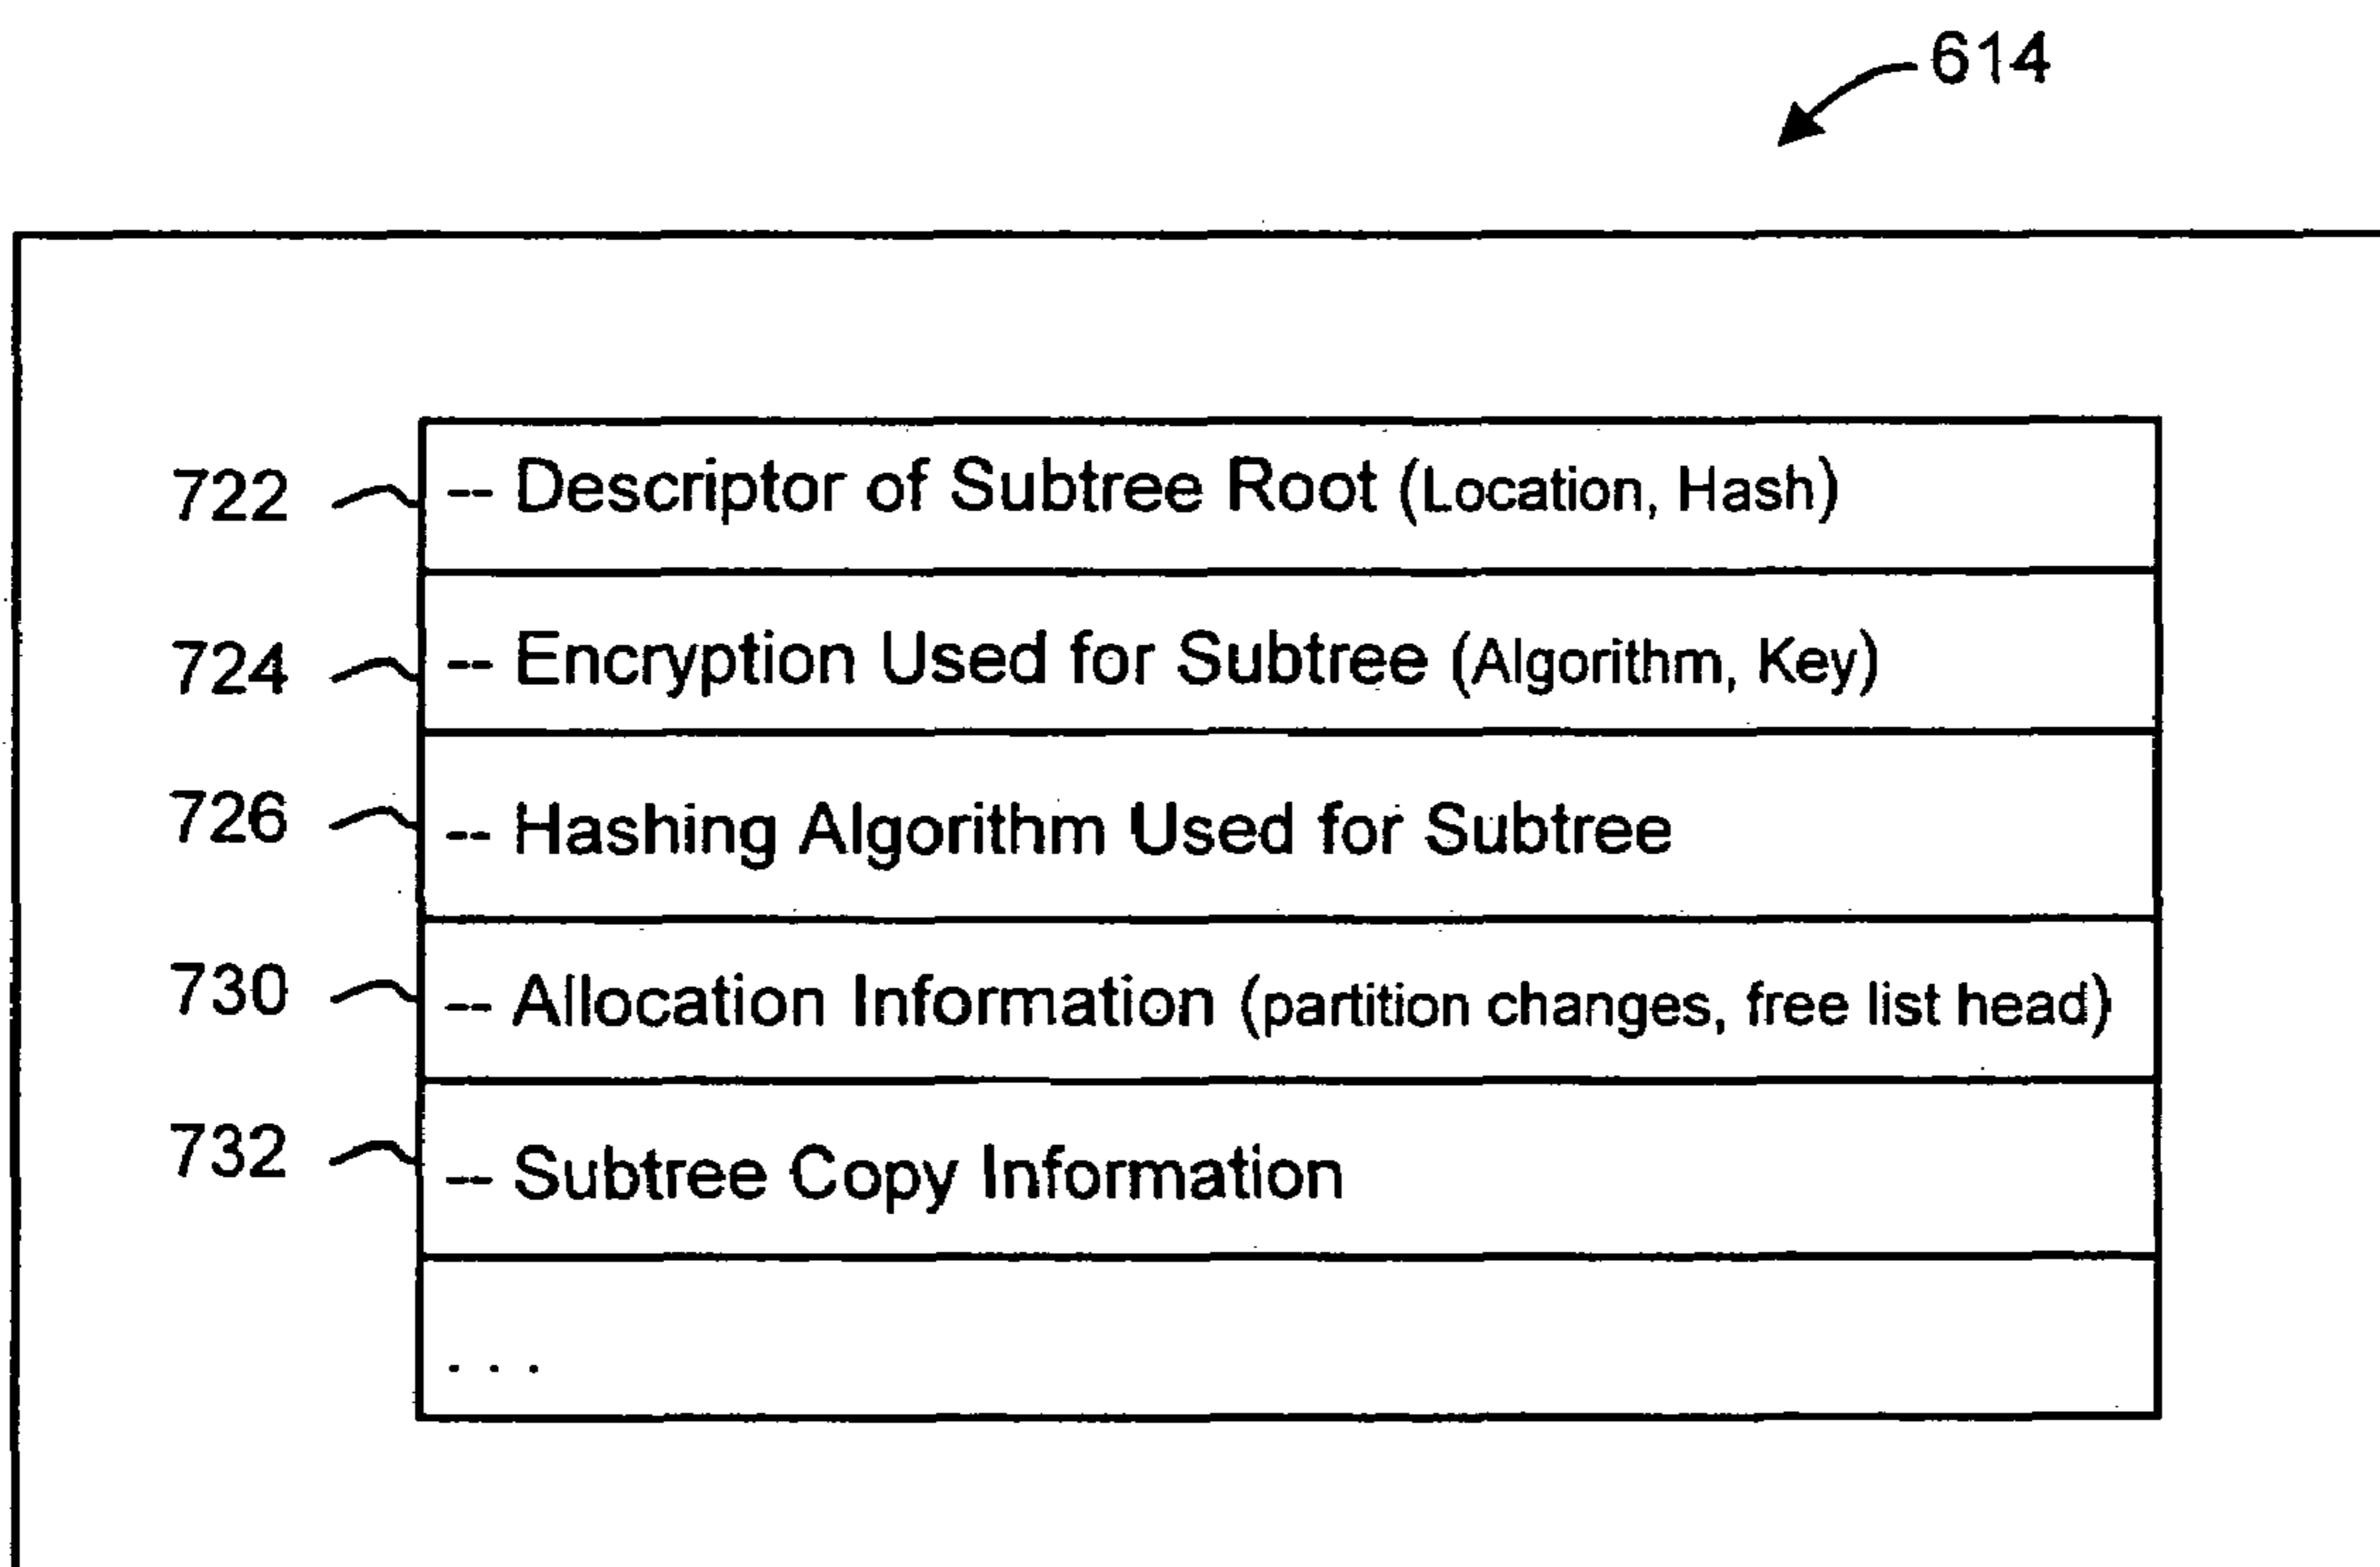 614
722 -- Descriptor of Subtree Root (Location, Hash)
724 -- Encryption Used for Subtree (Algorithm, Key)
726 -- Hashing Algorithm Used for Subtree
730 -- Allocation Information (partition changes, free list head)
732 -- Subtree Copy Information
. . .